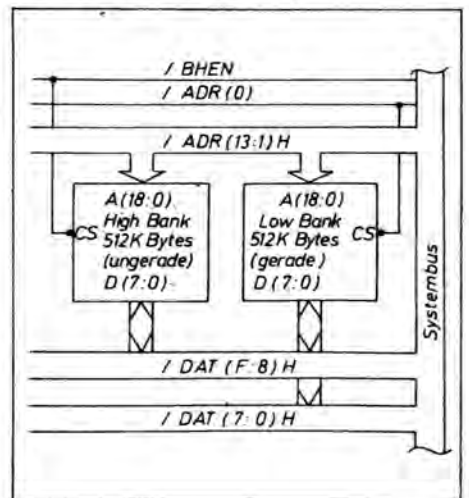 / BHEN
/ ADR (0)
/ ADR (13:1) H
A (18:0)
High Bank
CS 512K Bytes
(ungerade)
D (7:0)
A (18:0)
Low Bank
512K Bytes CS
(gerade)
D (7:0)
Systembus
/ DAT (F:8) H
/ DAT (7:0) H